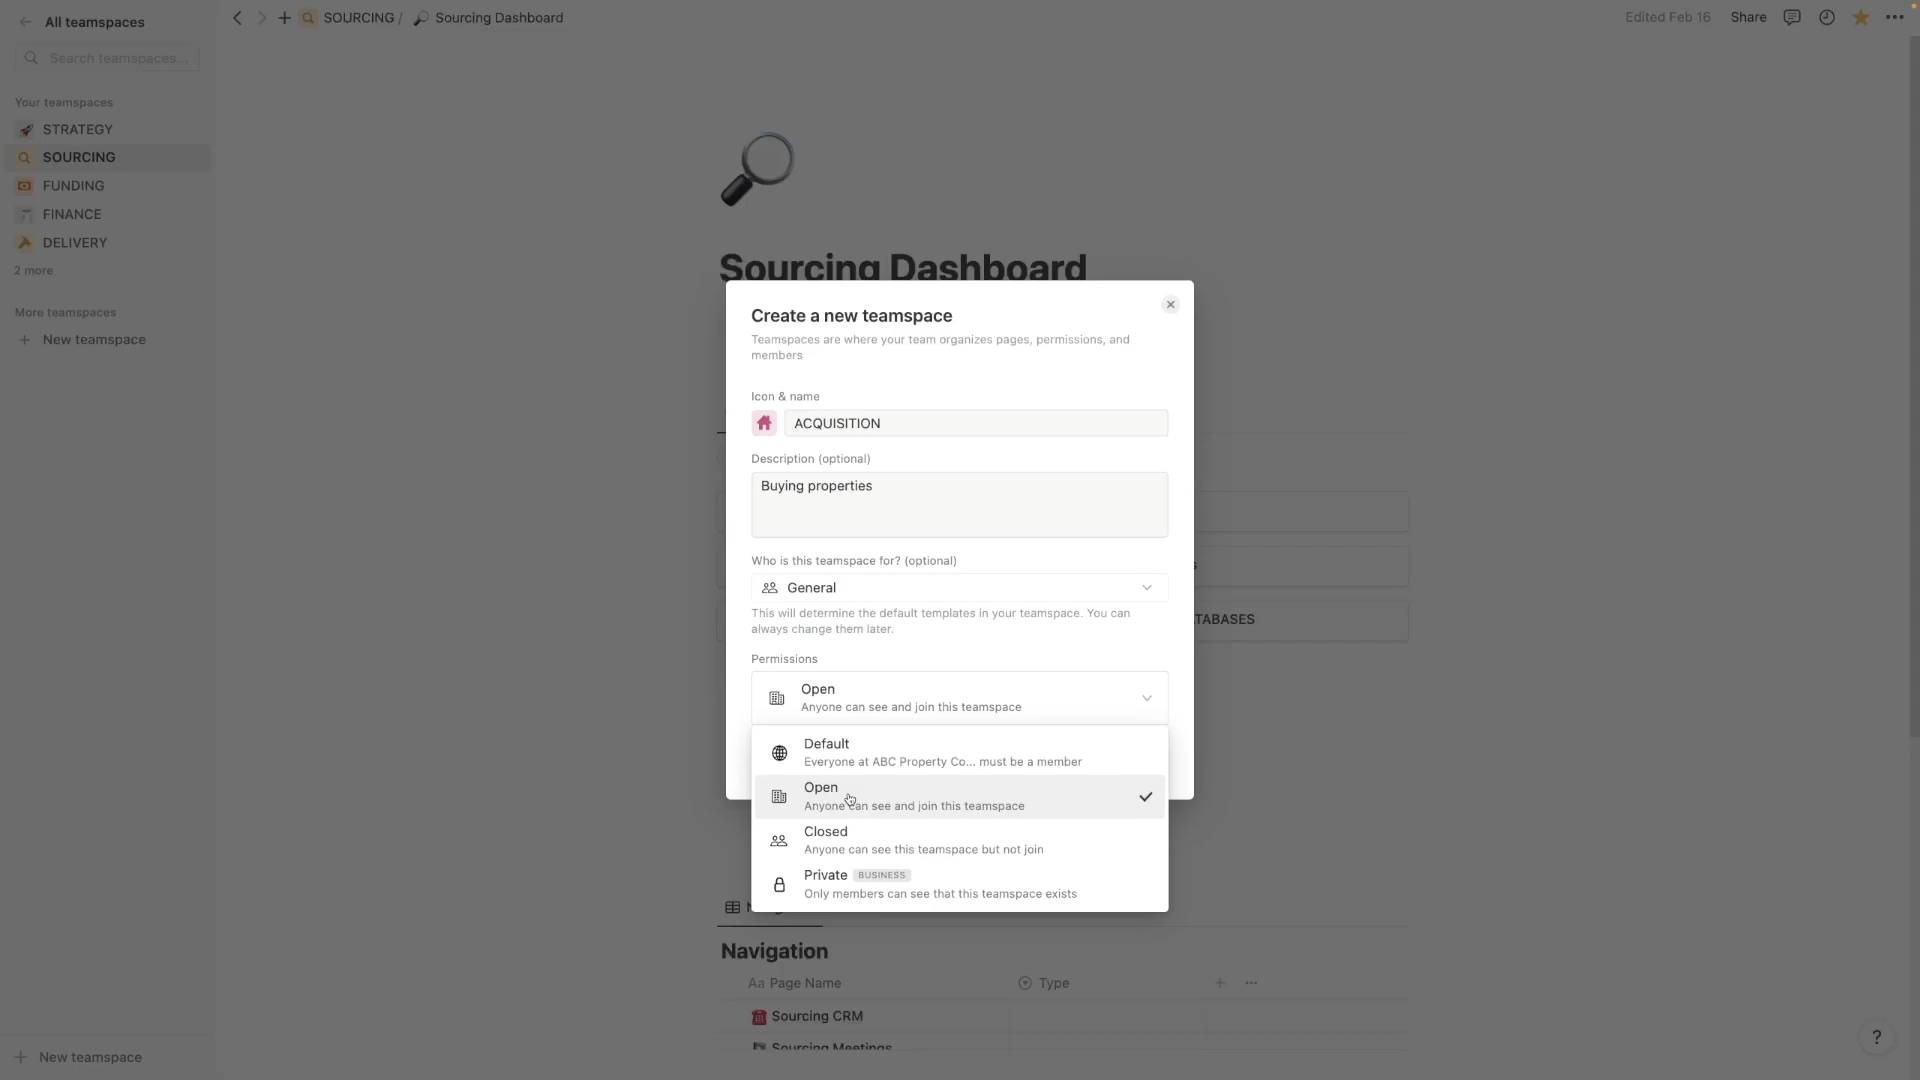 All teamspaces
SOURCING / Sourcing Dashboard
Edited Feb 16 Share
Search teamspaces...
Your teamspaces
STRATEGY
SOURCING
FUNDING
FINANCE
DELIVERY
2 more
More teamspaces
New teamspace
Sourcing Dashboard
Create a new teamspace
Teamspaces are where your team organizes pages, permissions, and
members
Icon & name
ACQUISITION
Description (optional)
Buying properties
Who is this teamspace for? (optional)
General
This will determine the default templates in your teamspace. You can
always change them later.
TABASES
Permissions
Open
Anyone can see and join this teamspace
Default
Everyone at ABC Property Co... must be a member
Open
Anyone can see and join this teamspace
Closed
Anyone can see this teamspace but not join
Private BUSINESS
Only members can see that this teamspace exists
Navigation
Aa Page Name Type
Sourcing CRM
Sourcing Meetings
New teamspace
?